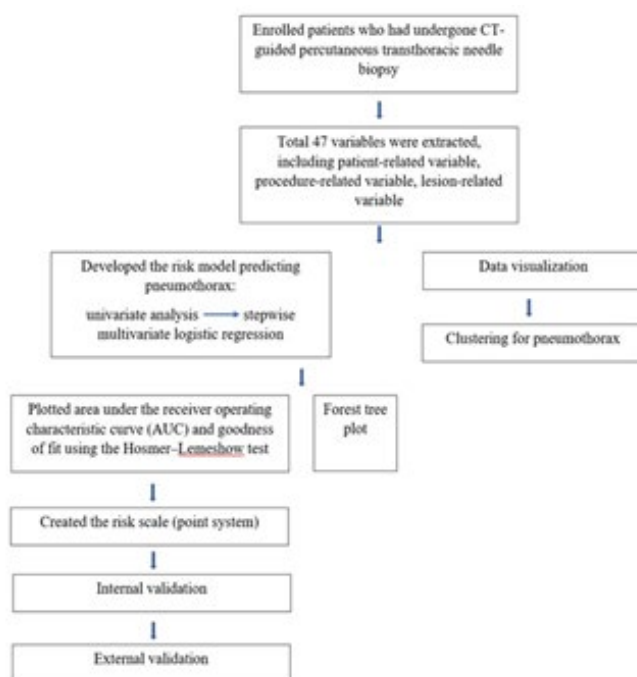 Enrolled patients who had undergone CT-
guided percutaneous transthoracic needle
biopsy
Total 47 variables were extracted,
including patient-related variable,
procedure-related variable, lesion-related
variable
Developed the risk model predicting
pneumothorax:
univariate analysis stepwise
multivariate logistic regression
Data visualization
Clustering for pneumothorax
Plotted area under the receiver operating
characteristic curve (AUC) and goodness
of fit using the Hosmer–Lemeshow test
Forest tree
plot
Created the risk scale (point system)
Internal validation
External validation